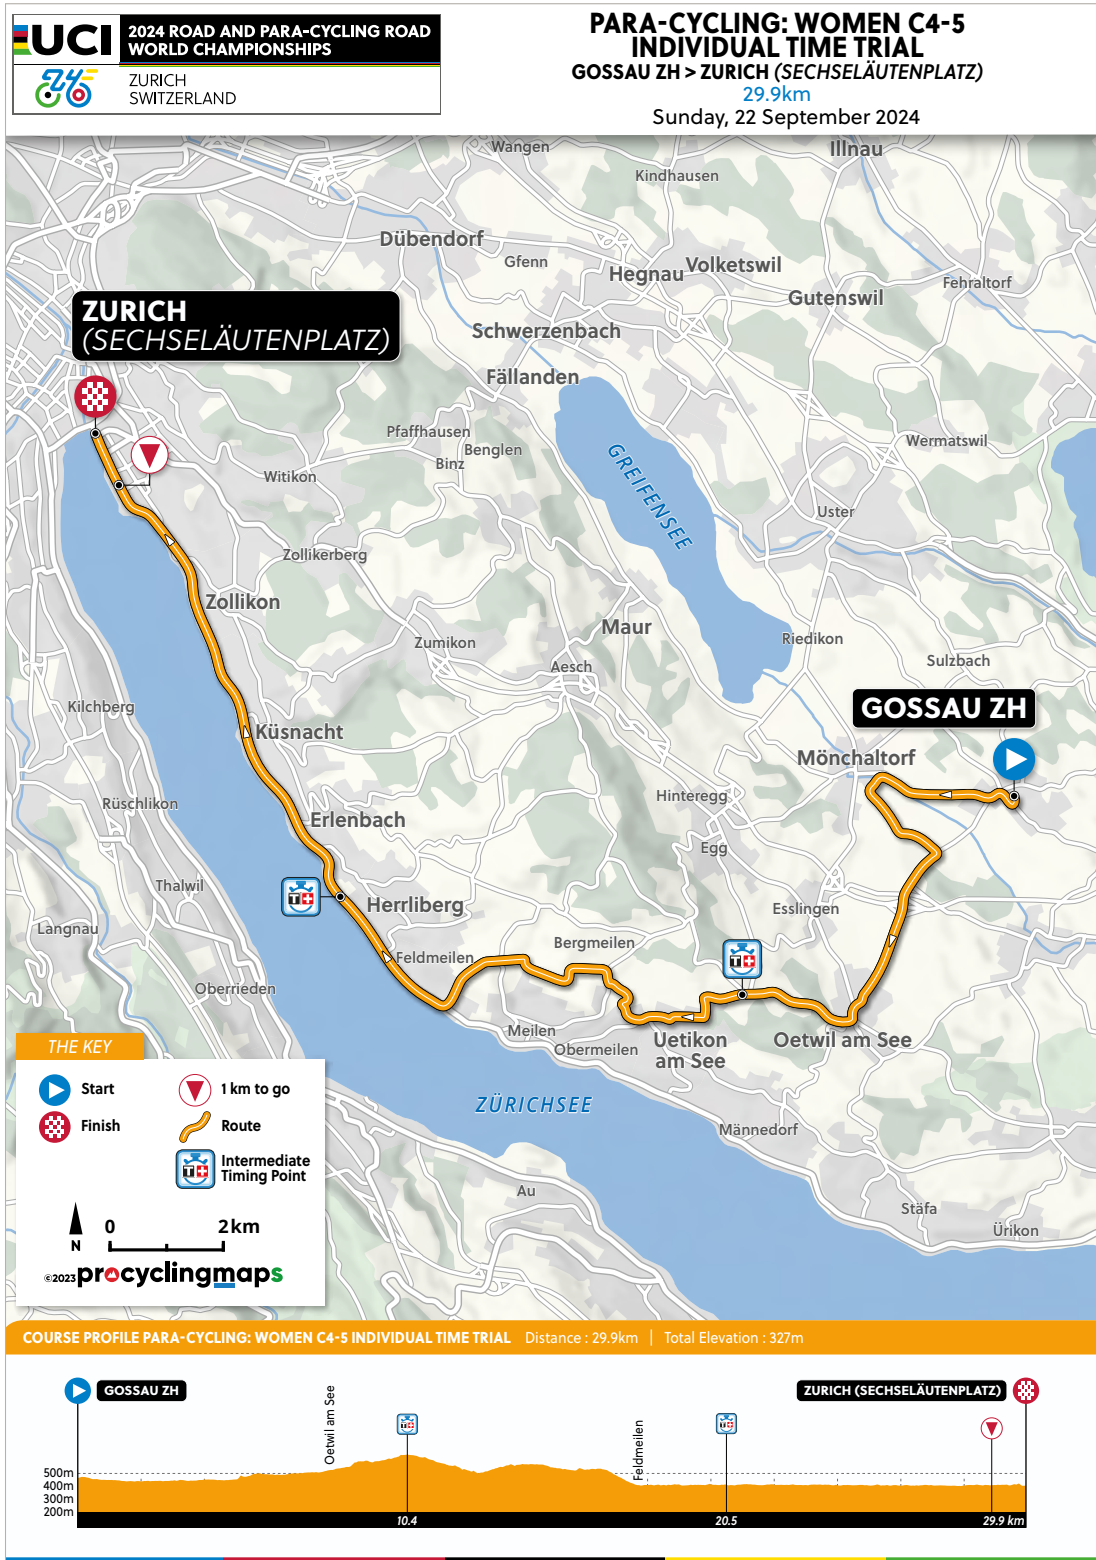 UCI
2024 ROAD AND PARA-CYCLING ROAD
WORLD CHAMPIONSHIPS
ZURICH
SWITZERLAND
PARA-CYCLING: WOMEN C4-5
INDIVIDUAL TIME TRIAL
GOSSAU ZH > ZURICH (SECHSELÄUTENPLATZ)
29.9km
Sunday, 22 September 2024
Wangen
Illnau
Kindhausen
Dübendorf
Gfenn
Hegnau
Volketswil
Fehraltorf
Gutenswil
ZURICH
(SECHSELÄUTENPLATZ)
Schwerzenbach
Fällanden
Pfaffhausen
Benglen
Binz
Wermatswil
Witikon
GREIFENSEE
Uster
Zollikerberg
Zollikon
Maur
Zumikon
Riedikon
Aesch
Sulzbach
Kilchberg
GOSSAU ZH
Küsnacht
Mönchaltorf
Rüschlikon
Hinteregg
Erlenbach
Egg
Thalwil
Herrliberg
Esslingen
Langnau
Bergmeilen
Feldmeilen
Oberrieden
Meilen
Obermeilen
Uetikon
am See
Oetwil am See
ZÜRICHSEE
Männedorf
Au
Stäfa
Ürikon
THE KEY
Start
1 km to go
Finish
Route
Intermediate
Timing Point
N
0
2km
©2023 procyclingmaps
COURSE PROFILE PARA-CYCLING: WOMEN C4-5 INDIVIDUAL TIME TRIAL Distance : 29.9km | Total Elevation : 327m
GOSSAU ZH
Oetwil am See
Feldmeilen
ZURICH (SECHSELÄUTENPLATZ)
500m
400m
300m
200m
10.4
20.5
29.9 km